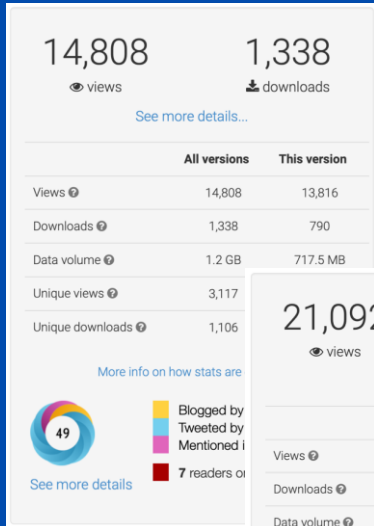 14,808 1,338
views downloads
See more details...
All versions This version
Views 14,808 13,816
Downloads 1,338 790
Data volume 1.2 GB 717.5 MB
Unique views 3,117
Unique downloads 1,106
More info on how stats are
49
See more details
Blogged by
Tweeted by
Mentioned
7 readers
21,092
views
Views
Downloads
Data volume